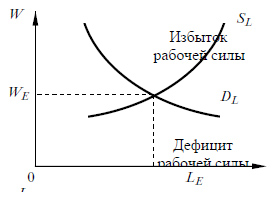 W
S_L
Избыток
рабочей силы
W_E
D_L
Дефицит
рабочей силы
0
L_E